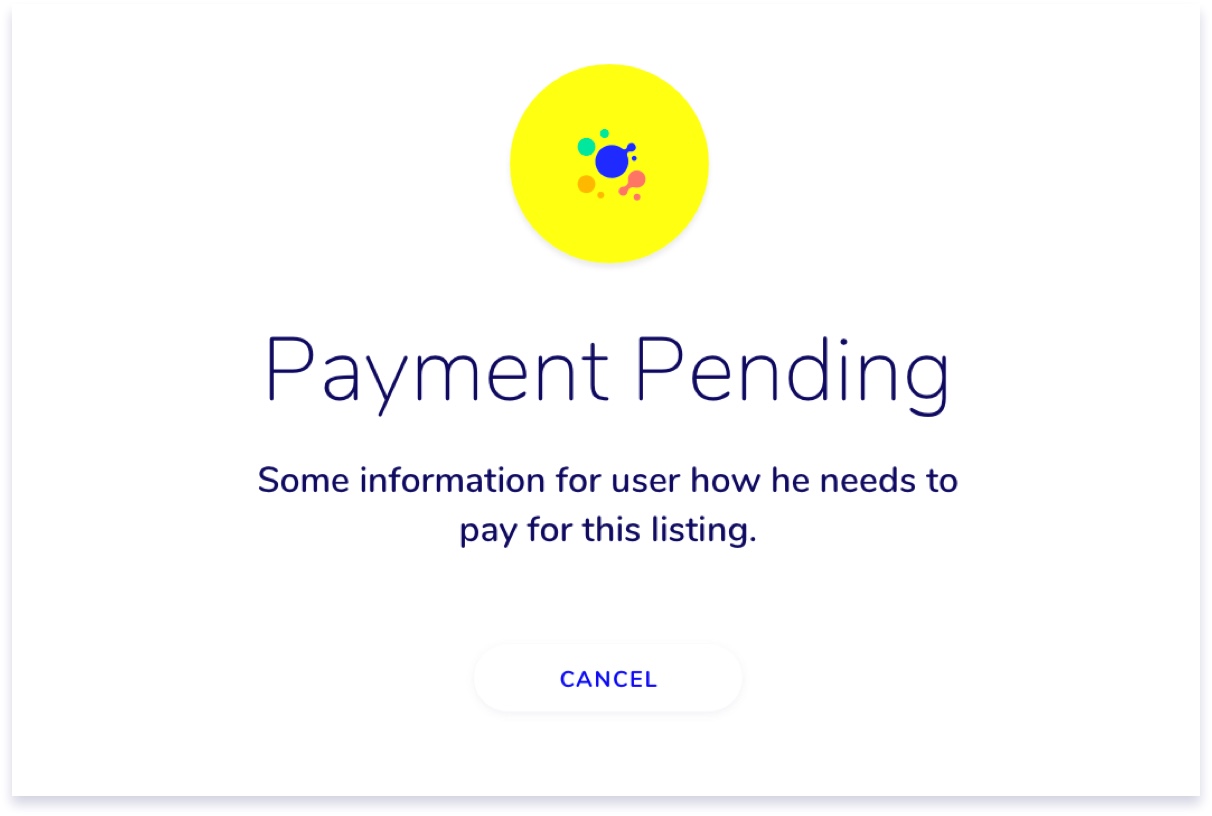 Payment Pending
Some information for user how he needs to
pay for this listing.
CANCEL